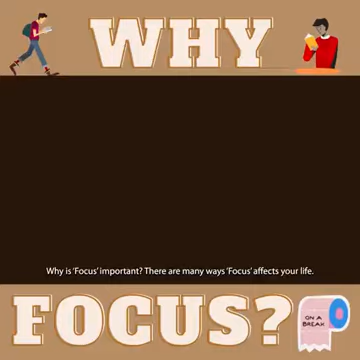 WHY
Why is ‘Focus’ important? There are many ways ‘Focus’ affects your life.
FOCUS?
ON A
BREAK